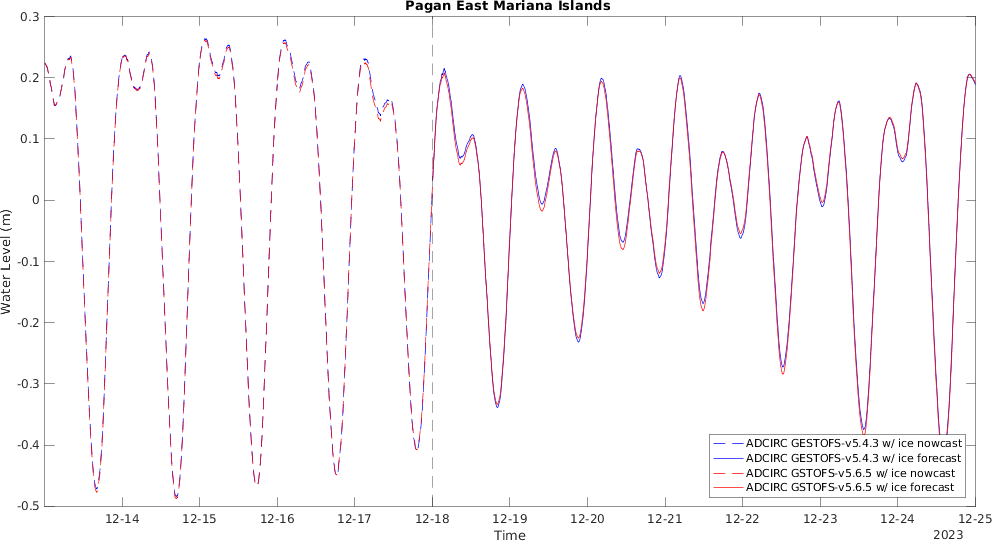 Pagan East Mariana Islands
0.3
0.2
0.1
0
-0.1
-0.2
-0.3
-0.4
-0.5
Water Level (m)
ADCIRC GESTOFS-v5.4.3 w/ ice nowcast
ADCIRC GESTOFS-v5.4.3 w/ ice forecast
ADCIRC GSTOFS-v5.6.5 w/ ice nowcast
ADCIRC GSTOFS-v5.6.5 w/ ice forecast
12-14 12-15 12-16 12-17 12-18 12-19 12-20 12-21 12-22 12-23 12-24 12-25
Time
2023